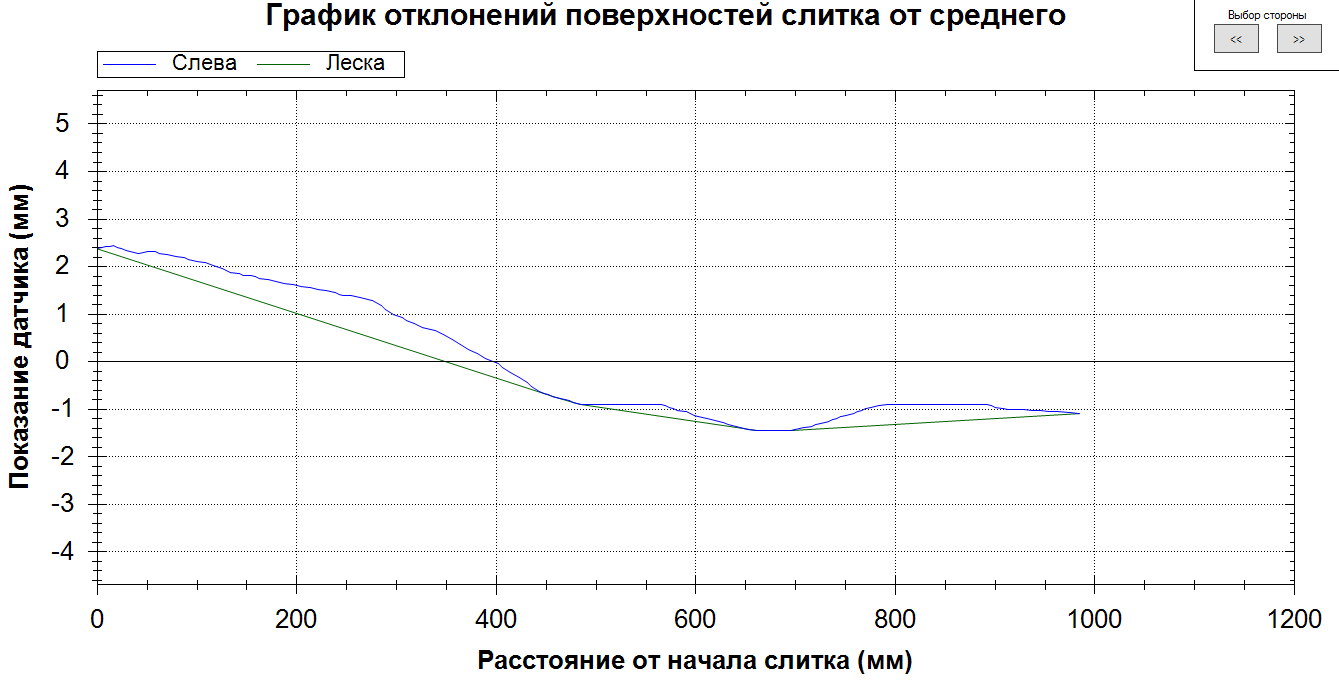 График отклонений поверхностей слитка от среднего
Выбор стороны
<< >>
Слева Леска
Показание датчика (мм)
5
4
3
2
1
0
-1
-2
-3
-4
0 200 400 600 800 1000 1200
Расстояние от начала слитка (мм)